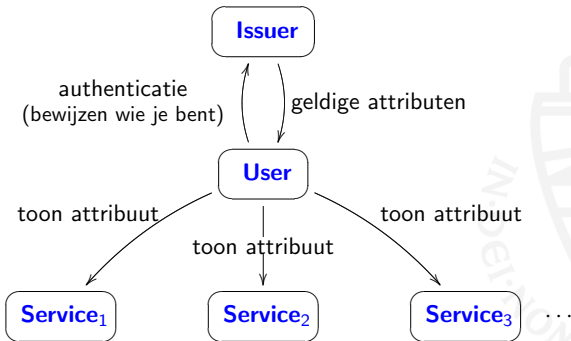 Issuer
authenticatie
(bewijzen wie je bent)
geldige attributen
User
toon attribuut
toon attribuut
toon attribuut
Service₁
Service₂
Service₃
···